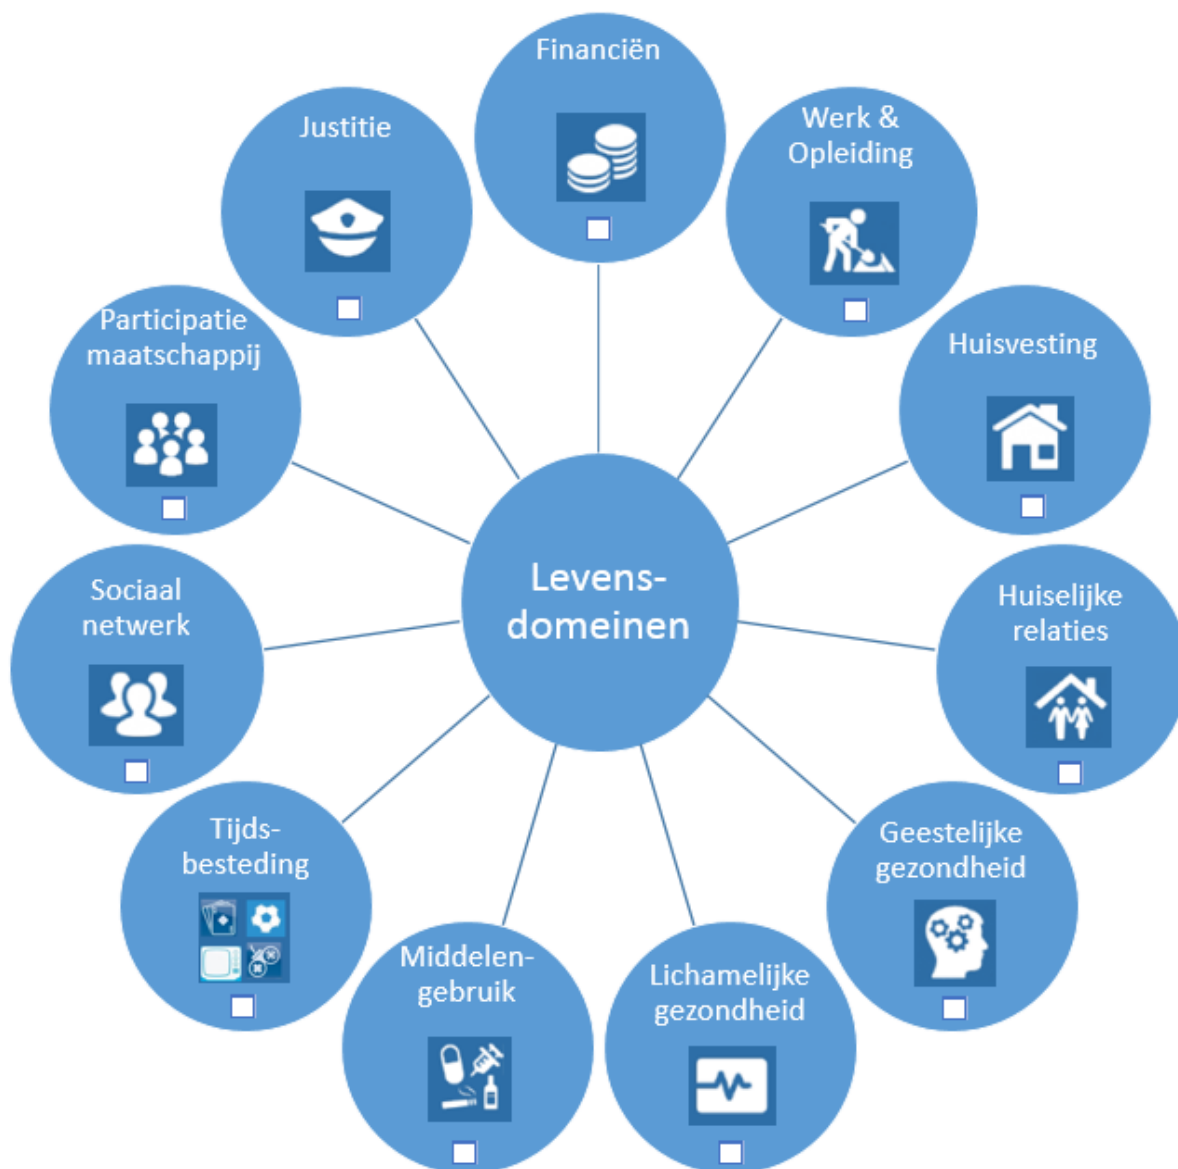 Financiën
Werk &
Opleiding
Huisvesting
Huiselijke
relaties
Geestelijke
gezondheid
Lichamelijke
gezondheid
Middelen-
gebruik
Tijds-
besteding
Sociaal
netwerk
Participatie
maatschappij
Justitie
Levens-
domeinen